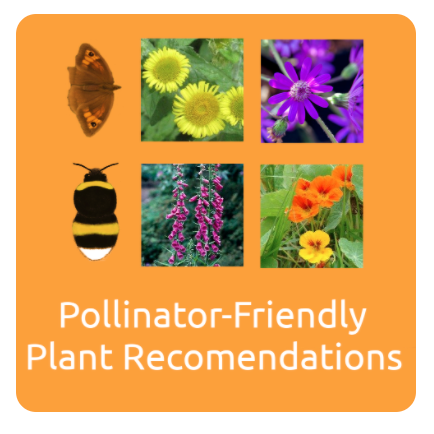 Pollinator-Friendly
Plant Recomendations